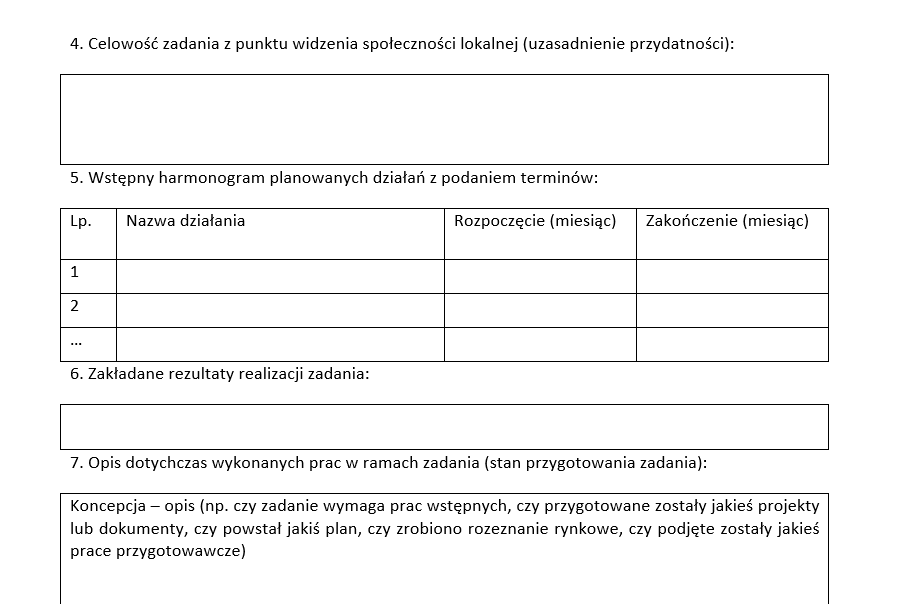 4. Celowość zadania z punktu widzenia społeczności lokalnej (uzasadnienie przydatności):
5. Wstępny harmonogram planowanych działań z podaniem terminów:
Lp. Nazwa działania Rozpoczęcie (miesiąc) Zakończenie (miesiąc)
1
2
...
6. Zakładane rezultaty realizacji zadania:
7. Opis dotychczas wykonanych prac w ramach zadania (stan przygotowania zadania):
Koncepcja – opis (np. czy zadanie wymaga prac wstępnych, czy przygotowane zostały jakieś projekty
lub dokumenty, czy powstał jakiś plan, czy zrobiono rozeznanie rynkowe, czy podjęte zostały jakieś
prace przygotowawcze)